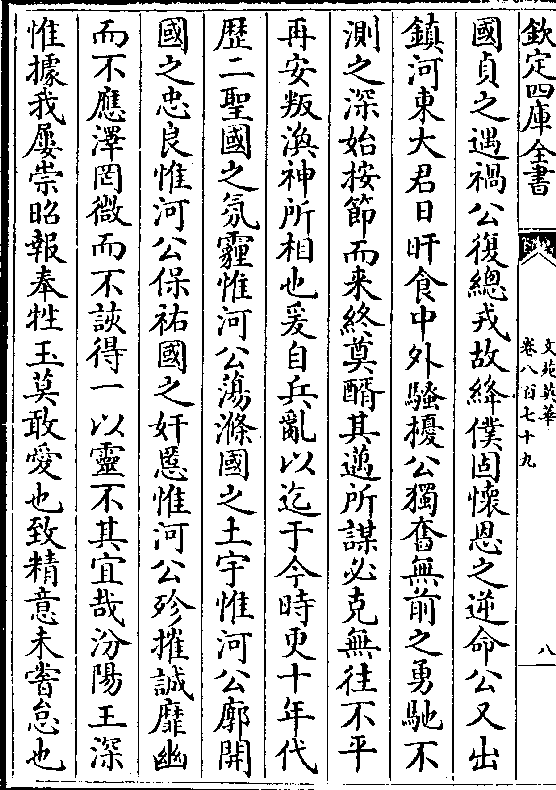 欽定四庫全書
文苑英華
卷八百七十九
八
國貞之遇禍公復總戎故絳僕固懷恩之逆命公又出
鎮河東大君日旰食中外騷擾公獨奮無前之勇馳不
測之深始按節而来終奠醑其邁所謀必克無往不平
再安叛渙神所相也爰自兵亂以迄于今時更十年代
歴二聖國之氛霾惟河公蕩滌國之土宇惟河公廓開
國之忠良惟河公保祐國之奸慝惟河公殄摧誠靡幽
而不應澤罔微而不該得一以靈不其宜哉汾陽王深
惟據我屢崇昭報奉牲玉莫敢愛也致精意未嘗怠也